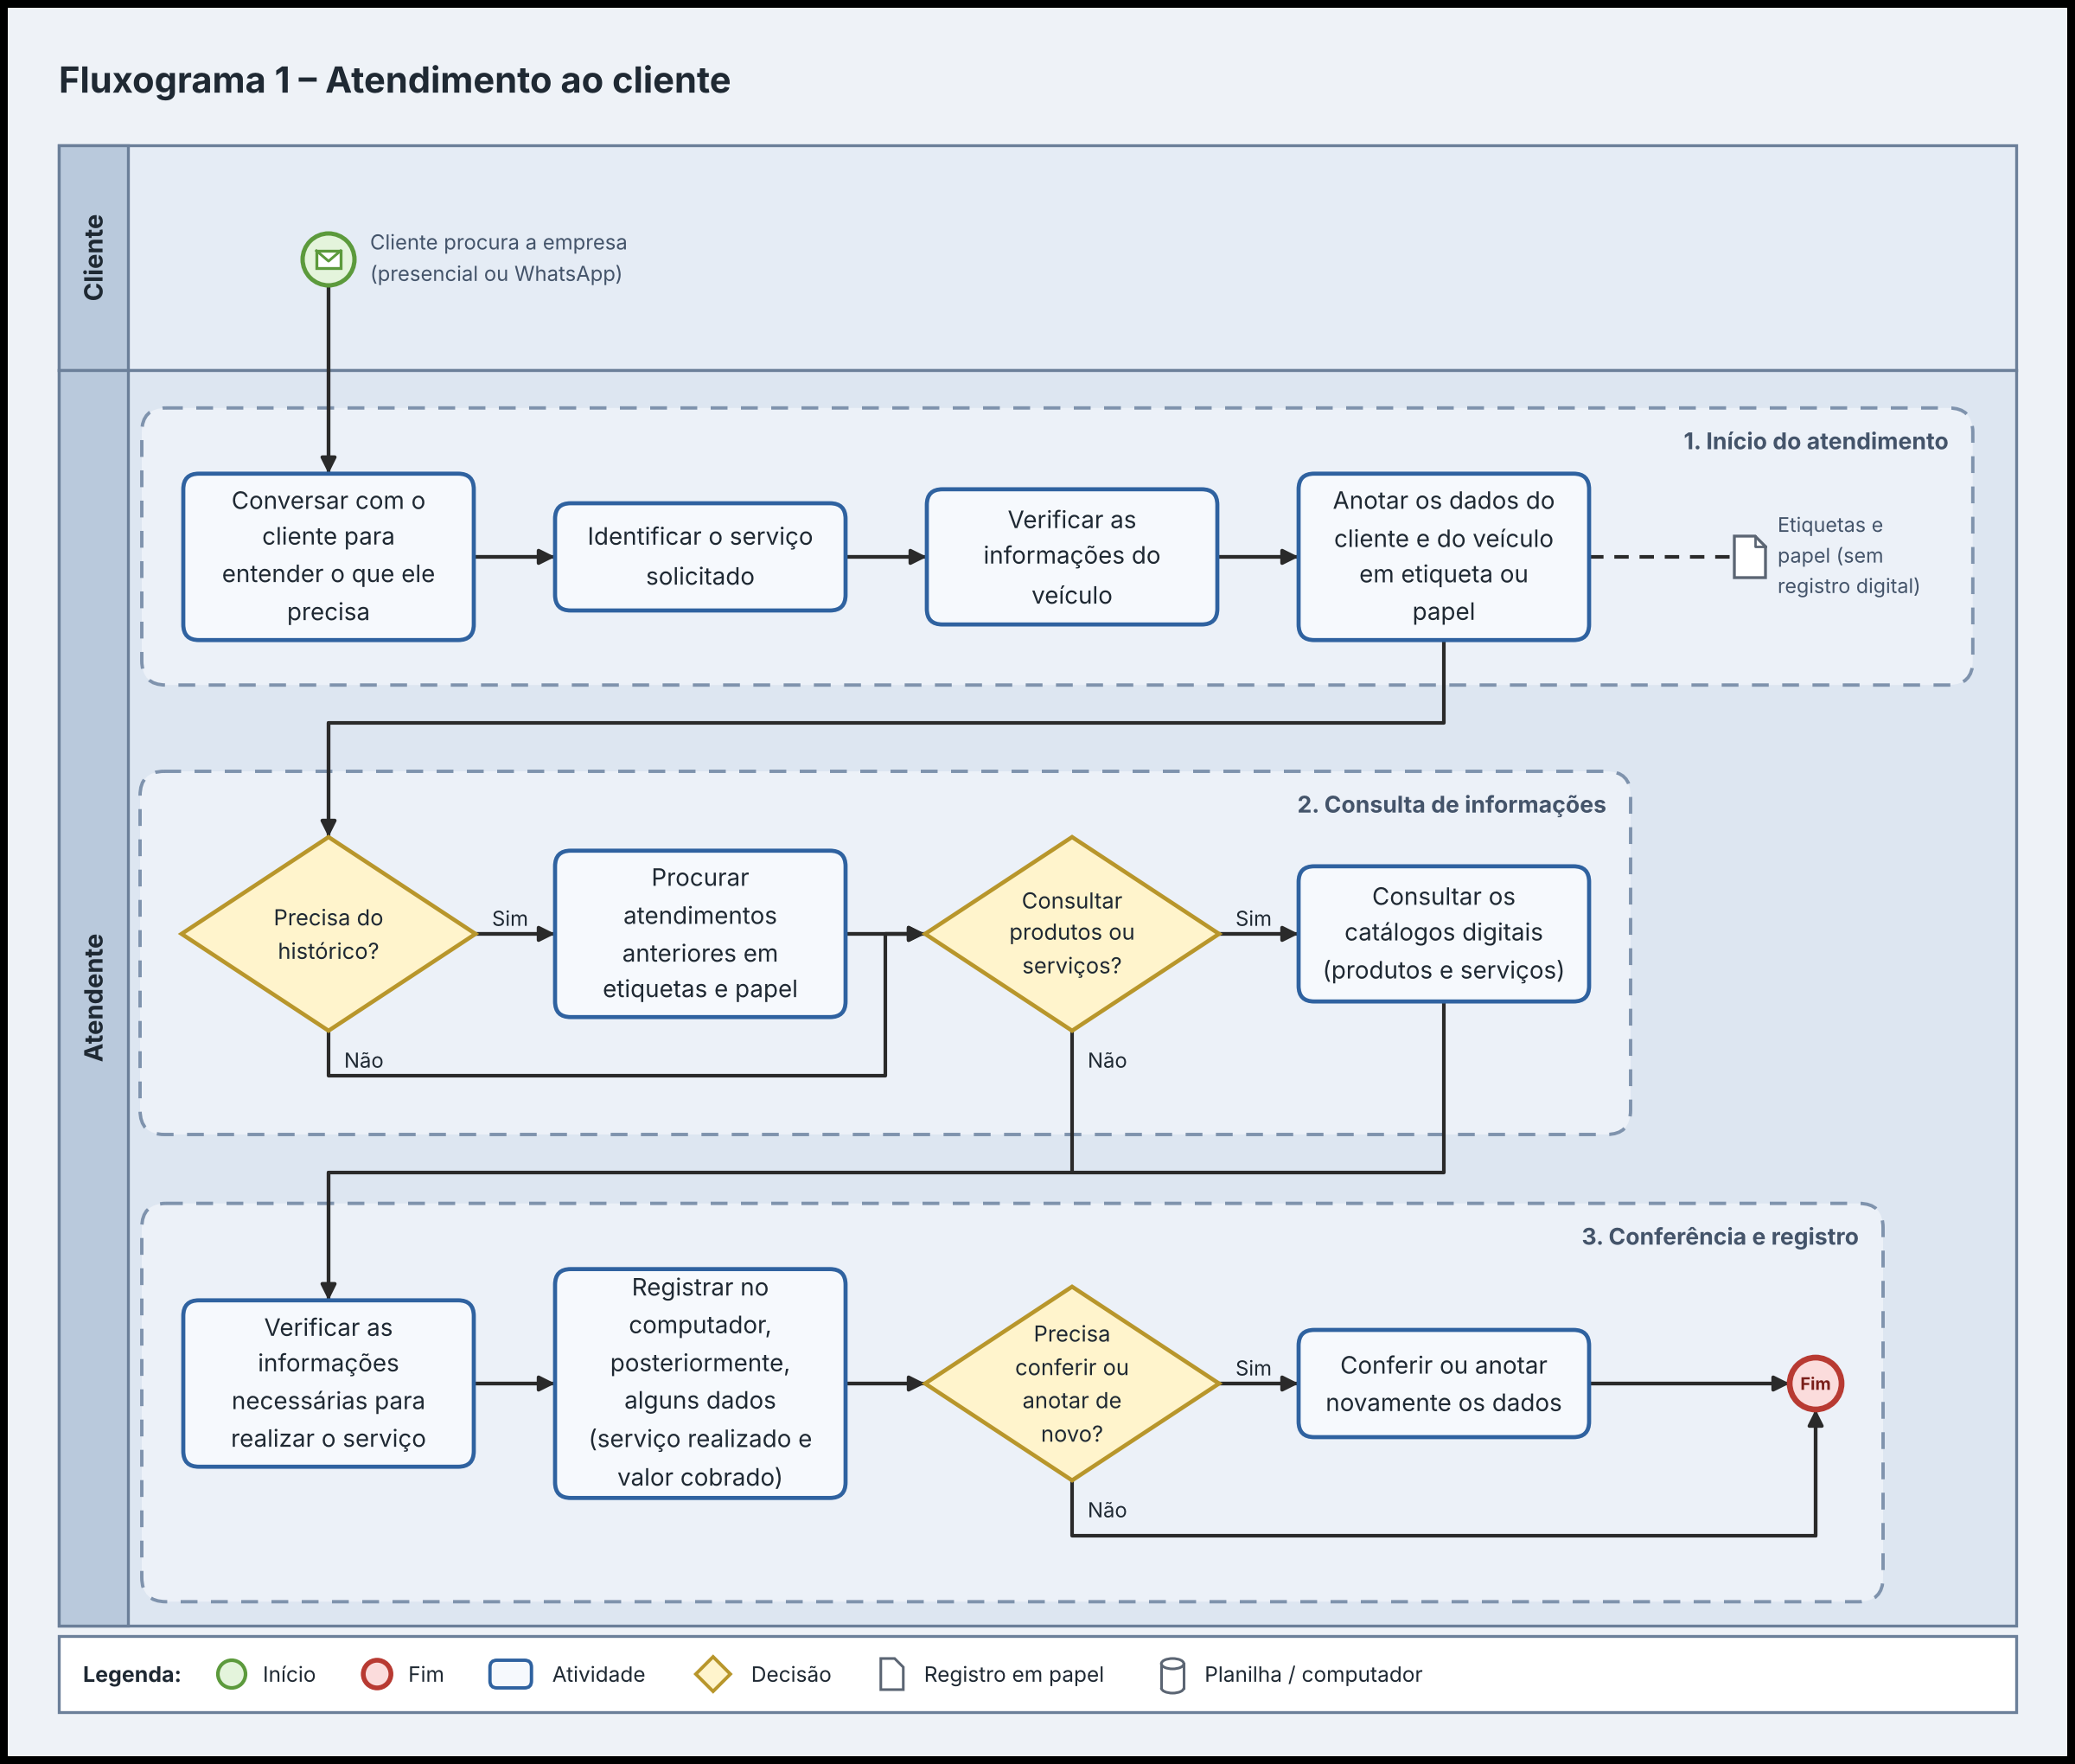 Fluxograma 1 – Atendimento ao cliente
Cliente
Cliente procura a empresa
(presencial ou WhatsApp)
Atendente
1. Início do atendimento
Conversar com o
cliente para
entender o que ele
precisa
Identificar o serviço
solicitado
Verificar as
informações do
veículo
Anotar os dados do
cliente e do veículo
em etiqueta ou
papel
Etiquetas e
papel (sem
registro digital)
2. Consulta de informações
Precisa do
histórico?
Sim
Não
Procurar
atendimentos
anteriores em
etiquetas e papel
Consultar
produtos ou
serviços?
Sim
Não
Consultar os
catálogos digitais
(produtos e serviços)
3. Conferência e registro
Verificar as
informações
necessárias para
realizar o serviço
Registrar no
computador,
posteriormente,
alguns dados
(serviço realizado e
valor cobrado)
Precisa
conferir ou
anotar de
novo?
Sim
Não
Conferir ou anotar
novamente os dados
Fim
Legenda:
Início
Fim
Atividade
Decisão
Registro em papel
Planilha / computador